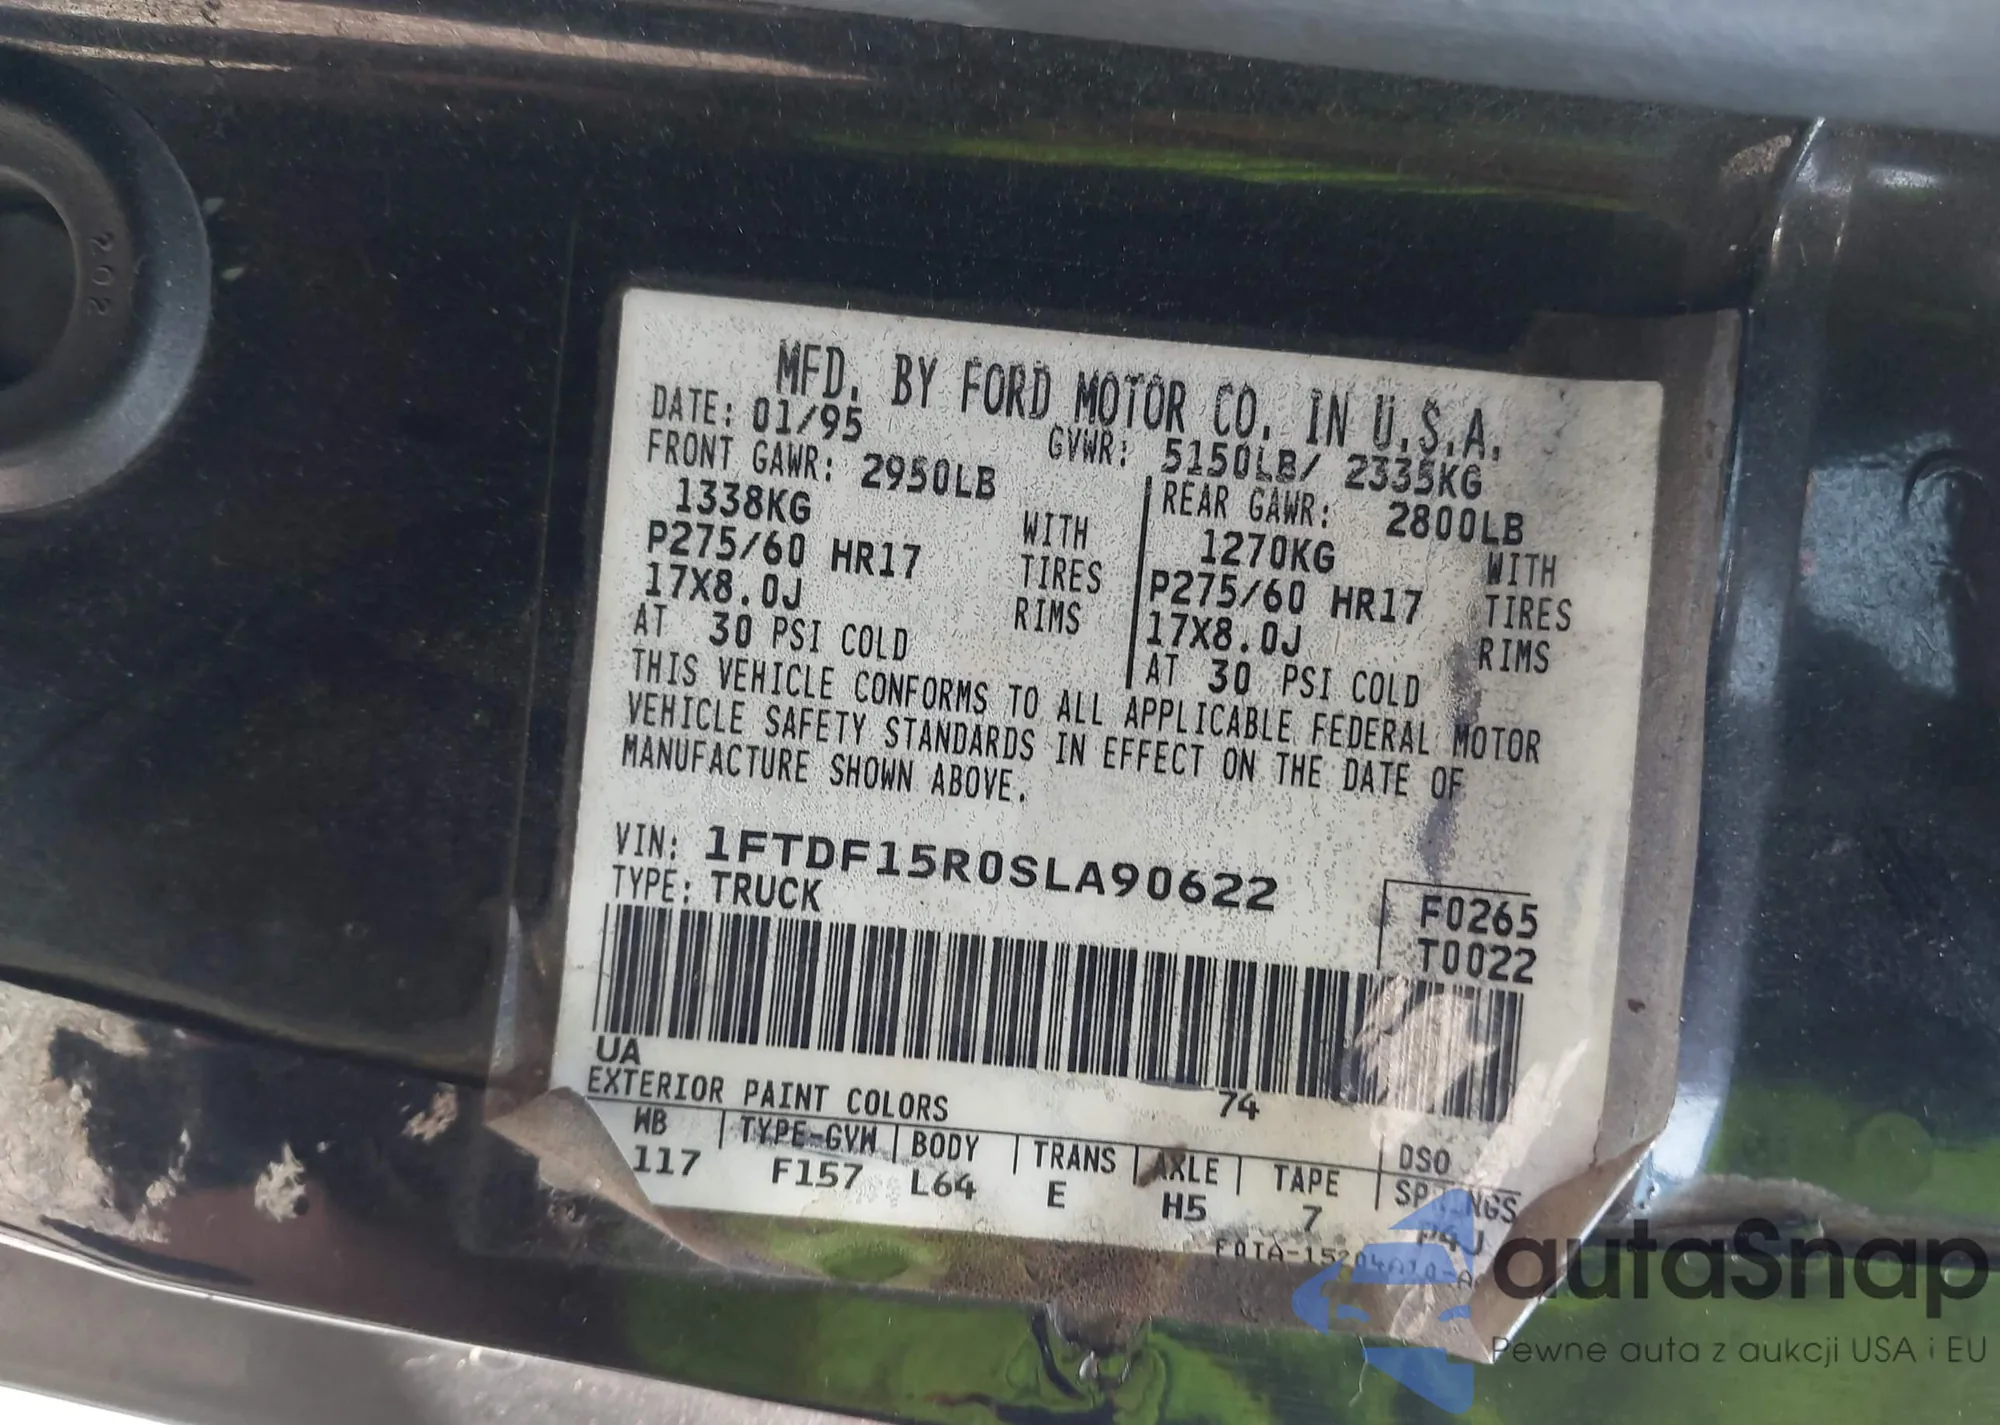 202
MFD. BY FORD MOTOR CO. IN U.S.A.
DATE: 01/95 GVWR: 5150LB/ 2335KG
FRONT GAWR: 2950LB REAR GAWR: 2800LB
1338KG WITH 1270KG WITH
P275/60 HR17 TIRES P275/60 HR17 TIRES
17X8.0J RIMS 17X8.0J RIMS
AT 30 PSI COLD AT 30 PSI COLD
THIS VEHICLE CONFORMS TO ALL APPLICABLE FEDERAL MOTOR
VEHICLE SAFETY STANDARDS IN EFFECT ON THE DATE OF
MANUFACTURE SHOWN ABOVE.
VIN: 1FTDF15R0SLA90622
TYPE: TRUCK
F0265
T0022
UA
EXTERIOR PAINT COLORS 74
WB TYPE-GVW BODY TRANS AXLE TAPE DSO
SPRINGS
117 F157 L64 E H5 7 P4J
autaSnap
Pewne auta z aukcji USA i EU